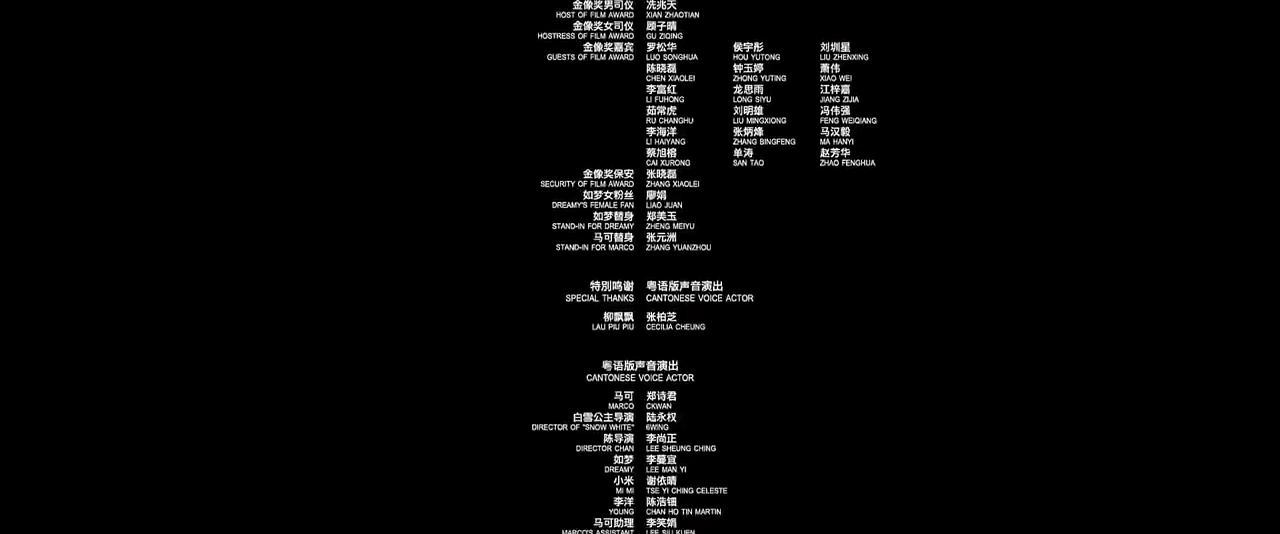 金像奖男司仪 冼兆天
HOST OF FILM AWARD XIAN ZHAOTIAN
金像奖女司仪 顾子晴
HOSTRESS OF FILM AWARD GU ZIQING
金像奖嘉宾 罗松华 侯宇彤 刘圳星
GUESTS OF FILM AWARD LUO SONGHUA HOU YUTONG LIU ZHENXING
陈晓磊 钟玉婷 萧伟
CHEN XIAOLEI ZHONG YUTING XIAO WEI
李富红 龙思雨 江梓嘉
LI FUHONG LONG SIYU JIANG ZIJIA
茹常虎 刘明雄 冯伟强
RU CHANGHU LIU MINGXIONG FENG WEIQIANG
李海洋 张炳烽 马汉毅
LI HAIYANG ZHANG BINGFENG MA HANYI
蔡旭榕 单涛 赵芳华
CAI XURONG SAN TAO ZHAO FENGHUA
金像奖保安 张晓磊
SECURITY OF FILM AWARD ZHANG XIAOLEI
如梦女粉丝 廖娟
DREAMY'S FEMALE FAN LIAO JUAN
如梦替身 郑美玉
STAND-IN FOR DREAMY ZHENG MEIYU
马可替身 张元洲
STAND-IN FOR MARCO ZHANG YUANZHOU
特别鸣谢 粤语版声音演出
SPECIAL THANKS CANTONESE VOICE ACTOR
柳飘飘 张柏芝
LAU PIU PIU CECILIA CHEUNG
粤语版声音演出
CANTONESE VOICE ACTOR
马可 郑诗君
MARCO CKWAN
白雪公主导演 陆永权
DIRECTOR OF "SNOW WHITE" 6WING
陈导演 李尚正
DIRECTOR CHAN LEE SHEUNG CHING
如梦 李蔓宜
DREAMY LEE MAN YI
小米 谢依晴
MI MI TSE YI CHING CELESTE
李洋 陈浩钿
YOUNG CHAN HO TIN MARTIN
马可助理 李笑娟
MARCO'S ASSISTANT LEE SIU KUEN